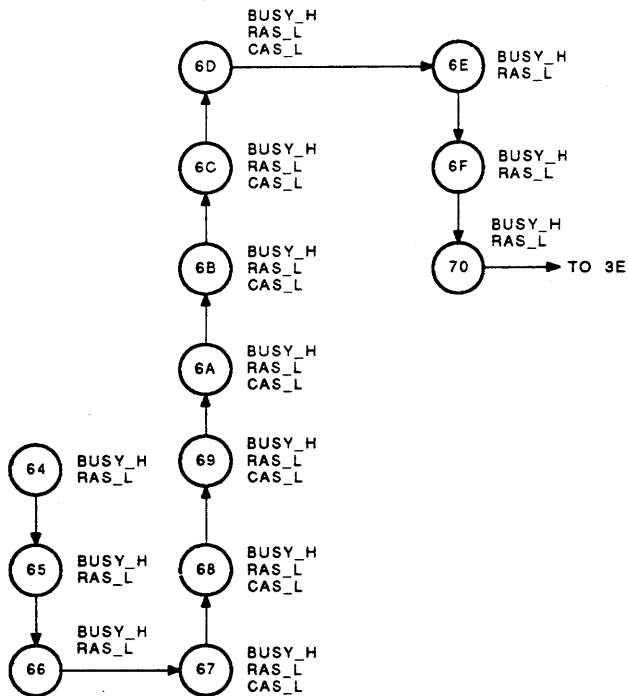 BUSY_H
RAS_L
CAS_L
6D
6E
BUSY_H
RAS_L
6C
BUSY_H
RAS_L
CAS_L
6F
BUSY_H
RAS_L
6B
BUSY_H
RAS_L
CAS_L
BUSY_H
RAS_L
70
TO 3E
6A
BUSY_H
RAS_L
CAS_L
64
BUSY_H
RAS_L
69
BUSY_H
RAS_L
CAS_L
65
BUSY_H
RAS_L
68
BUSY_H
RAS_L
CAS_L
66
BUSY_H
RAS_L
67
BUSY_H
RAS_L
CAS_L